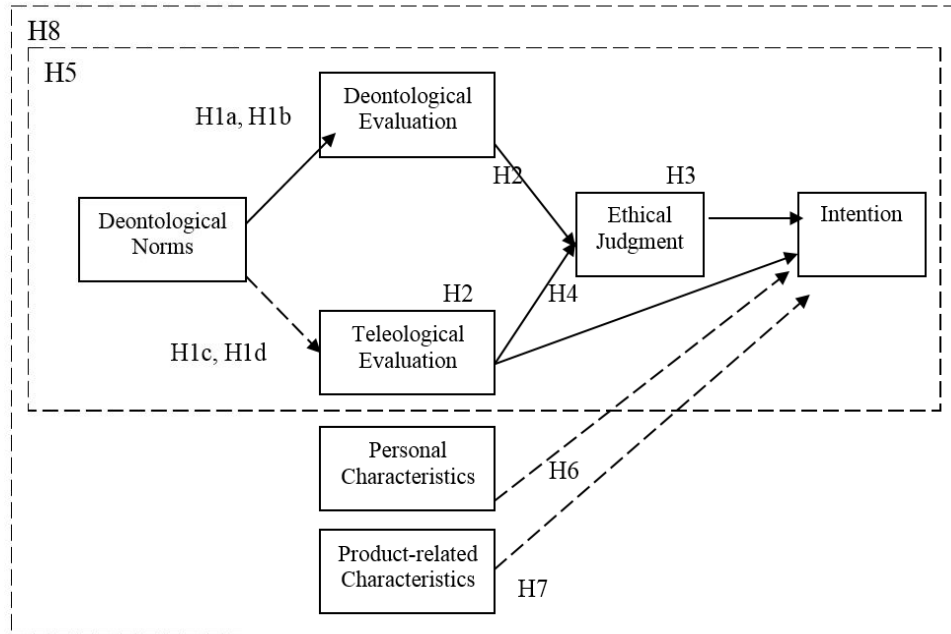 H8
H5
Deontological
Evaluation
H1a, H1b
H2
H3
Deontological
Norms
Ethical
Judgment
Intention
H2
H4
Teleological
Evaluation
H1c, H1d
Personal
Characteristics
H6
Product-related
Characteristics
H7